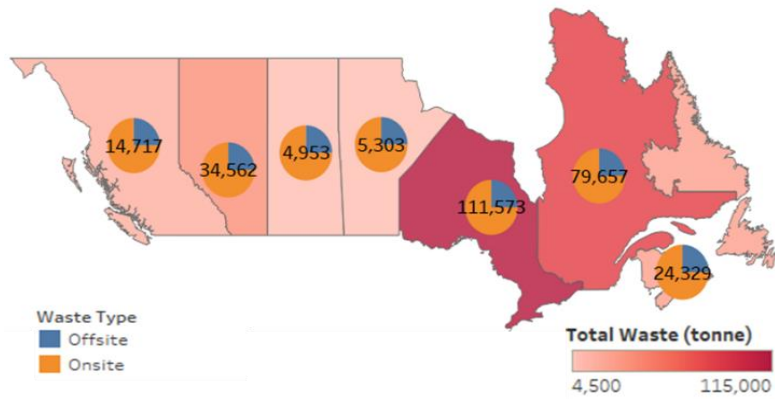 14,717
34,562
4,953
5,303
111,573
79,657
24,329
Waste Type
Offsite
Onsite
Total Waste (tonne)
4,500 115,000